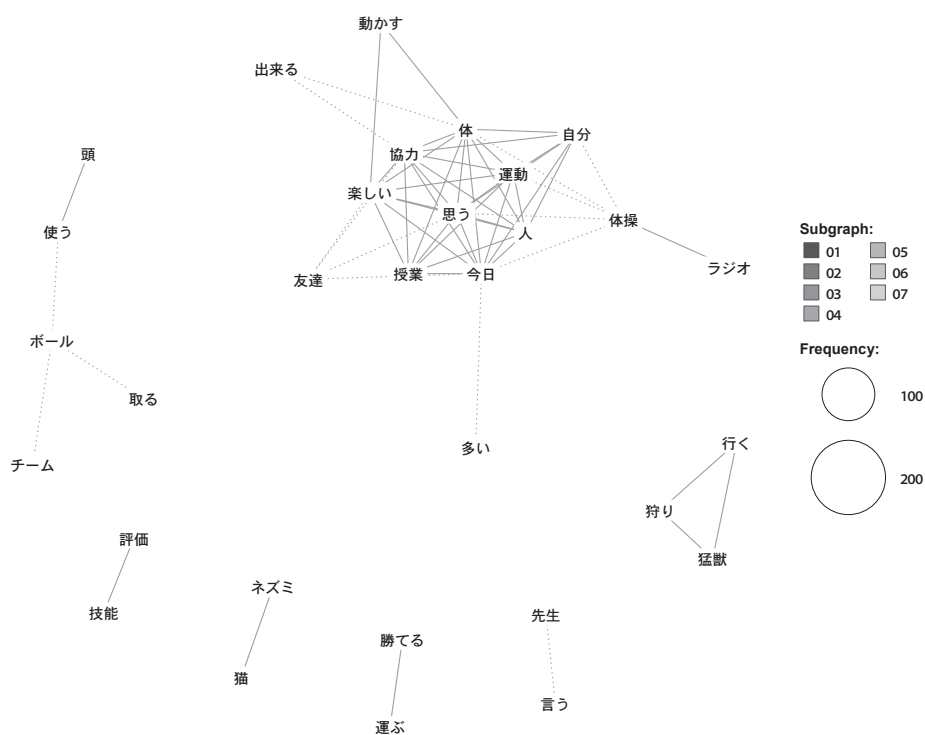 動かす
出来る
体
自分
協力
頭
運動
楽しい
思う
体操
使う
人
Subgraph:
01 05
02 06
03 07
04
ラジオ
友達
授業
今日
ボール
Frequency:
100
取る
多い
行く
チーム
200
狩り
評価
猛獣
ネズミ
技能
先生
勝てる
猫
言う
運ぶ